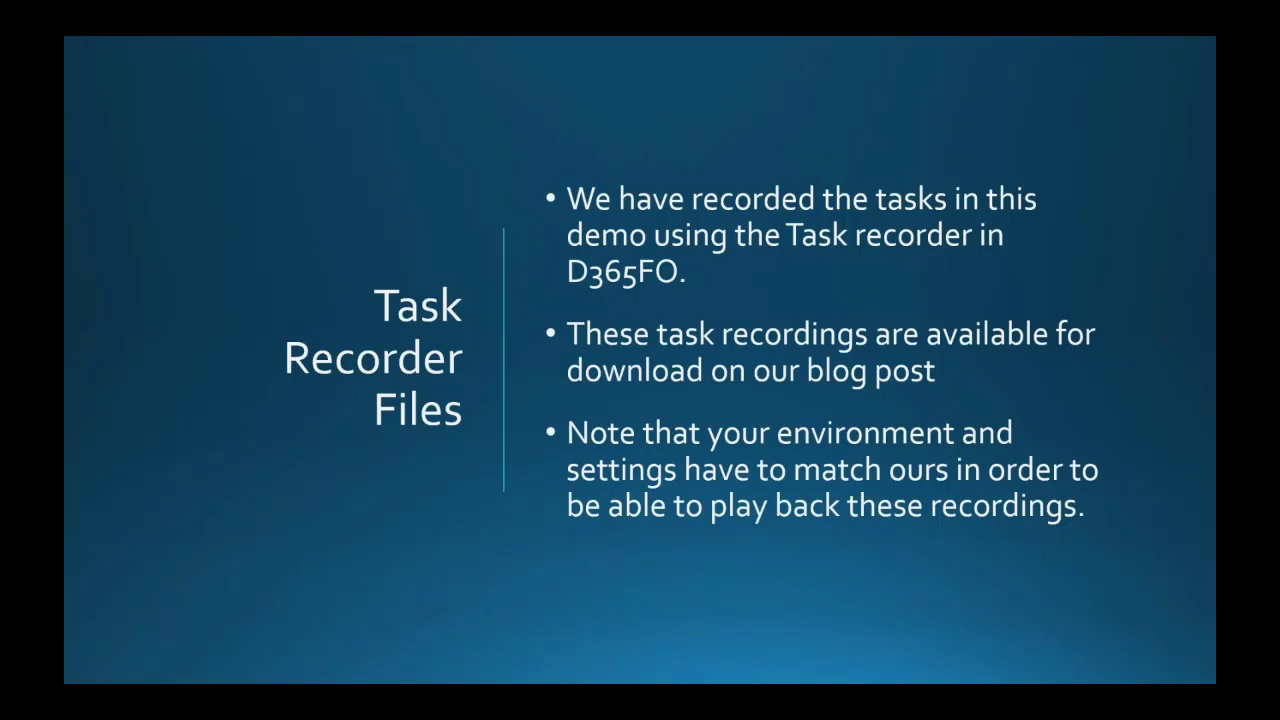 Task
Recorder
Files
• We have recorded the tasks in this
demo using the Task recorder in
D365FO.
• These task recordings are available for
download on our blog post
• Note that your environment and
settings have to match ours in order to
be able to play back these recordings.